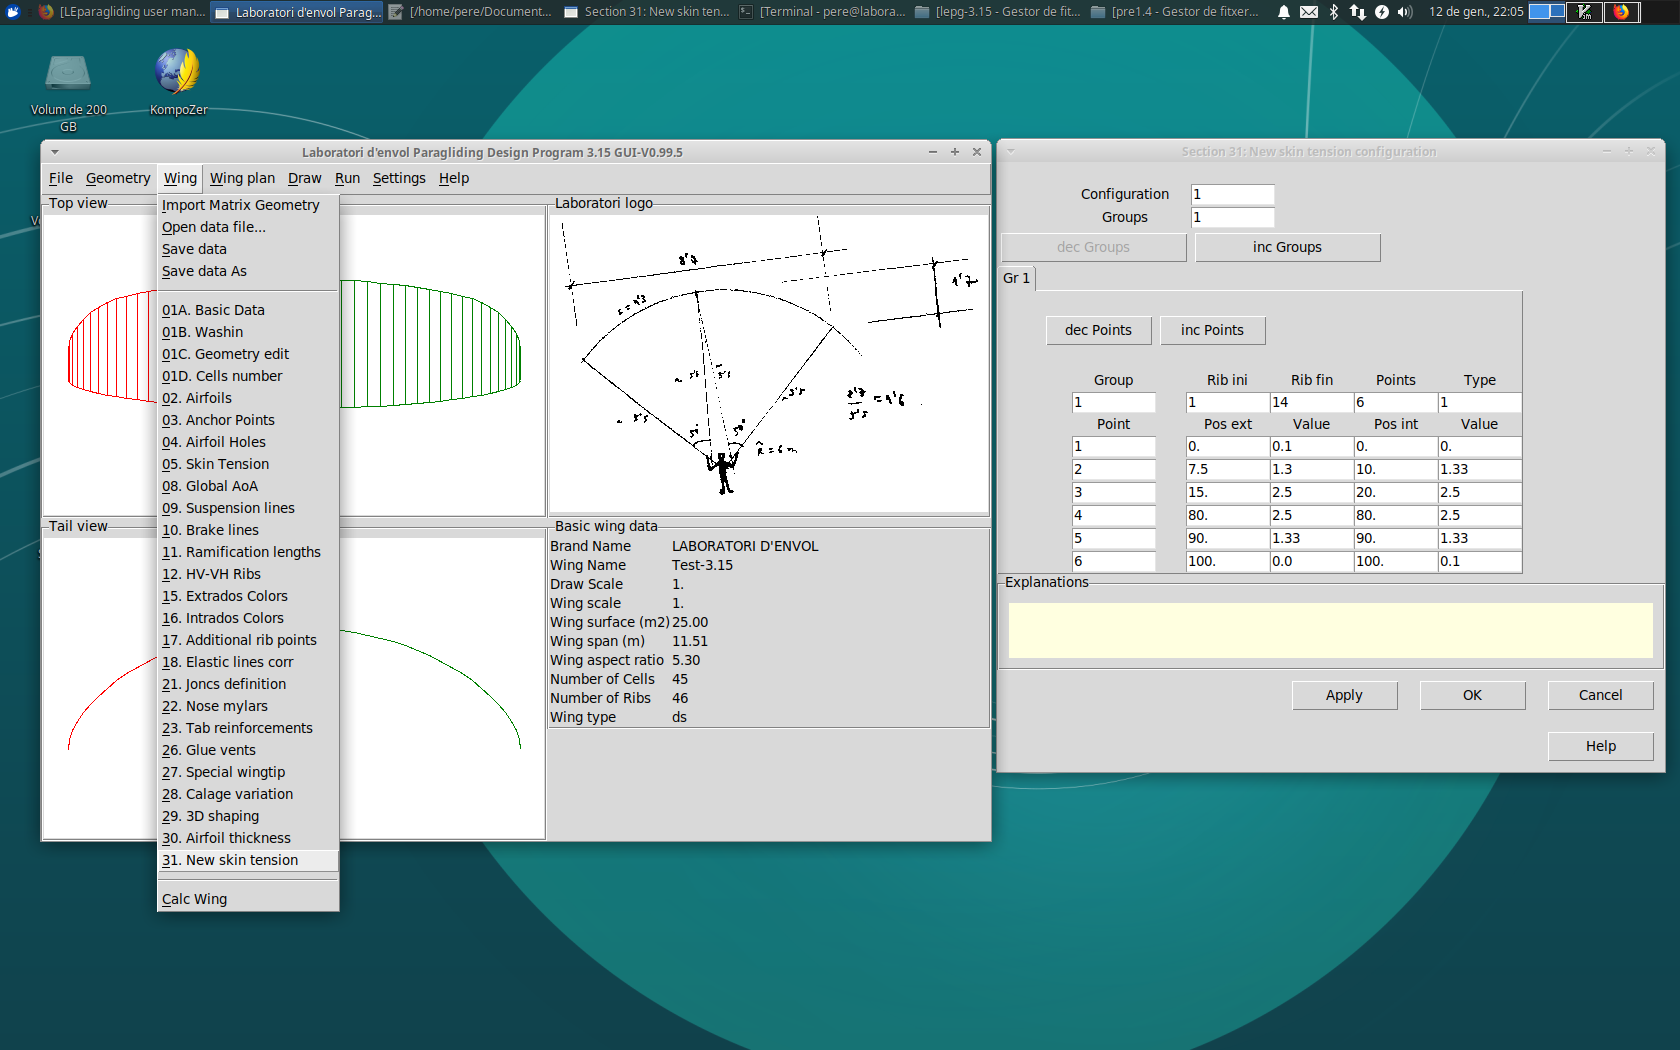 [LEparagliding user man...
Laboratori d'envol Parag...
[/home/pere/Document...
Section 31: New skin ten...
[Terminal - pere@labora...
[lepg-3.15 - Gestor de fit...
[pre1.4 - Gestor de fitxer...
12 de gen., 22:05
Volum de 200 GB
KompoZer
Laboratori d'envol Paragliding Design Program 3.15 GUI-V0.99.5
File Geometry Wing Wing plan Draw Run Settings Help
Top view
Import Matrix Geometry
Open data file...
Save data
Save data As
01A. Basic Data
01B. Washin
01C. Geometry edit
01D. Cells number
02. Airfoils
03. Anchor Points
04. Airfoil Holes
05. Skin Tension
08. Global AoA
09. Suspension lines
10. Brake lines
11. Ramification lengths
12. HV-VH Ribs
15. Extrados Colors
16. Intrados Colors
17. Additional rib points
18. Elastic lines corr
21. Joncs definition
22. Nose mylars
23. Tab reinforcements
26. Glue vents
27. Special wingtip
28. Calage variation
29. 3D shaping
30. Airfoil thickness
31. New skin tension
Calc Wing
Tail view
Laboratori logo
Basic wing data
Brand Name LABORATORI D'ENVOL
Wing Name Test-3.15
Draw Scale 1.
Wing scale 1.
Wing surface (m2) 25.00
Wing span (m) 11.51
Wing aspect ratio 5.30
Number of Cells 45
Number of Ribs 46
Wing type ds
Section 31: New skin tension configuration
Configuration 1
Groups 1
dec Groups inc Groups
Gr 1
dec Points inc Points
Group Rib ini Rib fin Points Type
1 1 14 6 1
Point Pos ext Value Pos int Value
1 0. 0.1 0. 0.
2 7.5 1.3 10. 1.33
3 15. 2.5 20. 2.5
4 80. 2.5 80. 2.5
5 90. 1.33 90. 1.33
6 100. 0.0 100. 0.1
Explanations
Apply OK Cancel
Help